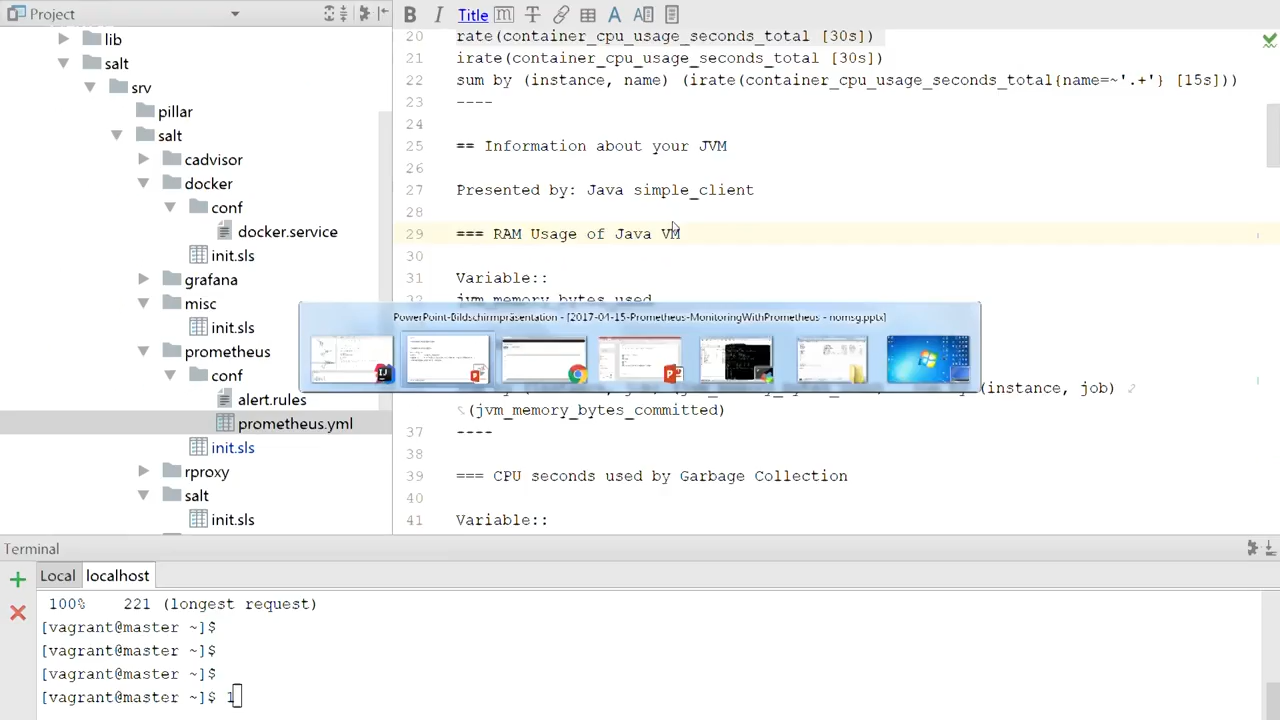 Project
Title
lib
salt
srv
pillar
salt
cadvisor
docker
conf
docker.service
init.sls
grafana
misc
init.sls
prometheus
conf
alert.rules
prometheus.yml
init.sls
rproxy
salt
init.sls
20 rate(container_cpu_usage_seconds_total [30s])
21 irate(container_cpu_usage_seconds_total [30s])
22 sum by (instance, name) (irate(container_cpu_usage_seconds_total{name=~'.+'} [15s]))
23 ----
24
25 == Information about your JVM
26
27 Presented by: Java simple_client
28
29 === RAM Usage of Java VM
30
31 Variable::
32 jvm_memory_bytes_used
PowerPoint-Bildschirmpräsentation - [2017-04-15-Prometheus-MonitoringWithPrometheus - nomsg.pptx]
(instance, job)
(jvm_memory_bytes_committed)
37 ----
38
39 === CPU seconds used by Garbage Collection
40
41 Variable::
Terminal
Local localhost
100% 221 (longest request)
[vagrant@master ~]$
[vagrant@master ~]$
[vagrant@master ~]$
[vagrant@master ~]$ l